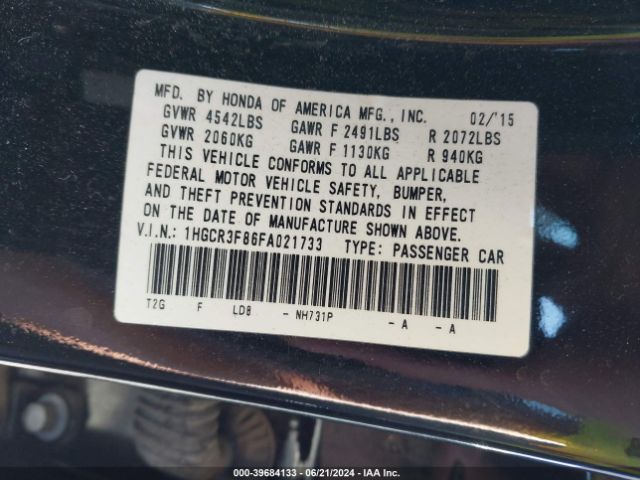 MFD. BY HONDA OF AMERICA MFG., INC. 02/'15
GVWR 4542LBS GAWR F 2491LBS R 2072LBS
GVWR 2060KG GAWR F 1130KG R 940KG
THIS VEHICLE CONFORMS TO ALL APPLICABLE
FEDERAL MOTOR VEHICLE SAFETY, BUMPER,
AND THEFT PREVENTION STANDARDS IN EFFECT
ON THE DATE OF MANUFACTURE SHOWN ABOVE.
V.I.N.: 1HGCR3F86FA021733 TYPE: PASSENGER CAR
T2G F LD8 - NH731P - A - A
000-39684133 - 06/21/2024 - IAA Inc.